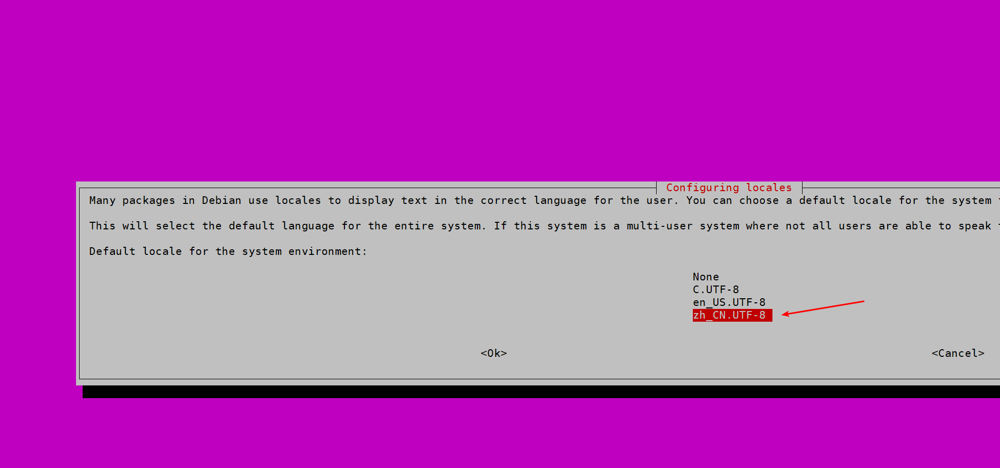 Configuring locales
Many packages in Debian use locales to display text in the correct language for the user. You can choose a default locale for the system
This will select the default language for the entire system. If this system is a multi-user system where not all users are able to speak
Default locale for the system environment:
None
C.UTF-8
en_US.UTF-8
zh_CN.UTF-8
<Ok> <Cancel>